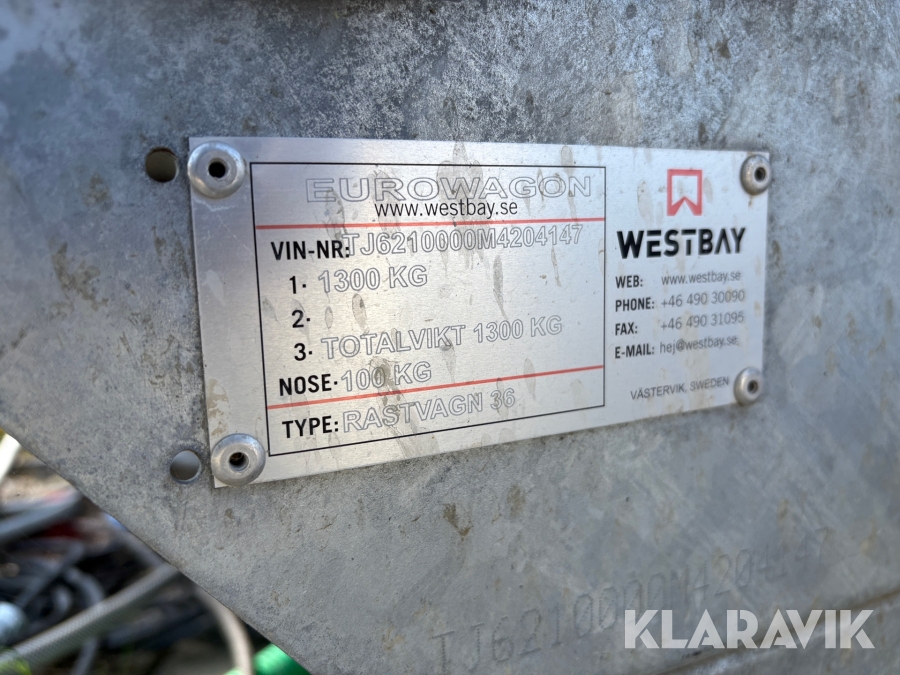 EUROWAGON
www.westbay.se
VIN-NR: TJ6210000M4204147
1. 1300 KG
2.
3. TOTALVIKT 1300 KG
NOSE. 100 KG
TYPE: RASTVAGN 36
WESTBAY
WEB: www.westbay.se
PHONE: +46 490 30090
FAX: +46 490 31095
E-MAIL: hej@westbay.se
VÄSTERVIK, SWEDEN
TJ6210000M4204147
KLARAVIK